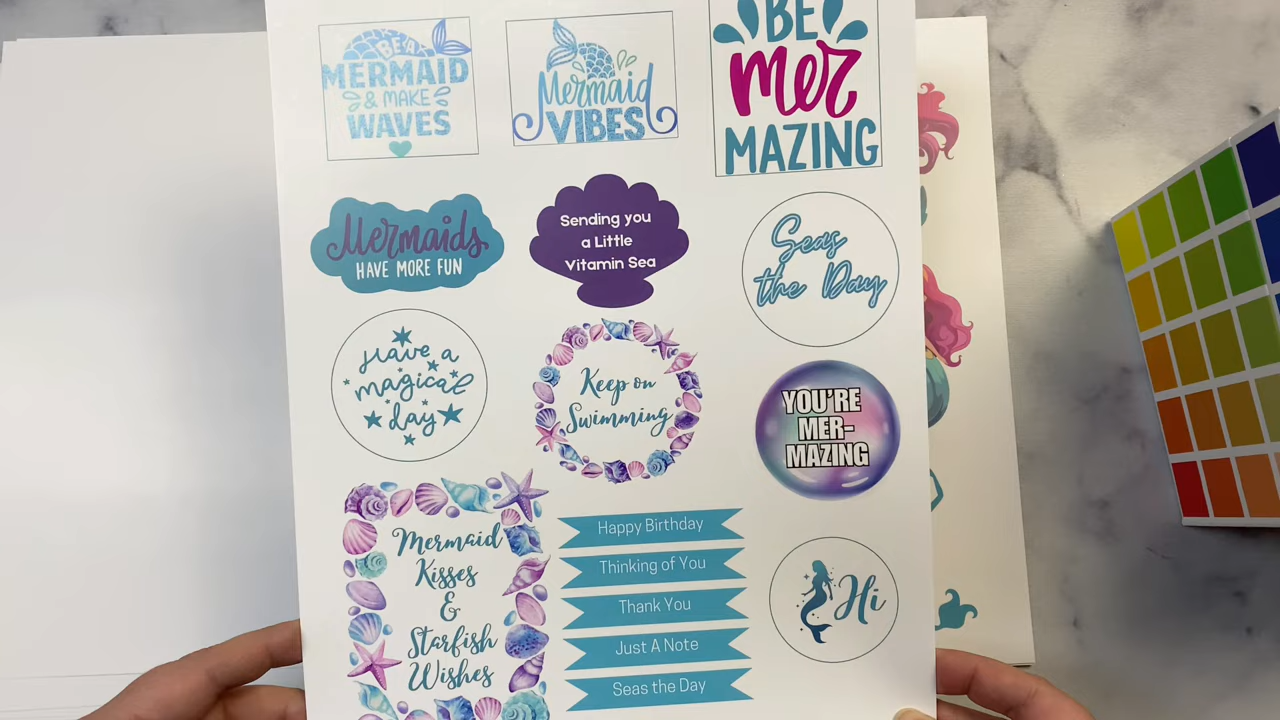 BE A
MERMAID
& MAKE
WAVES
Mermaid
VIBES
BE
mer
MAZING
Mermaids
HAVE MORE FUN
Sending you
a Little
Vitamin Sea
Seas
the Day
Have a
magical
day
Keep on
Swimming
YOU'RE
MER-
MAZING
Mermaid
Kisses
&
Starfish
Wishes
Happy Birthday
Thinking of You
Thank You
Just A Note
Seas the Day
Hi